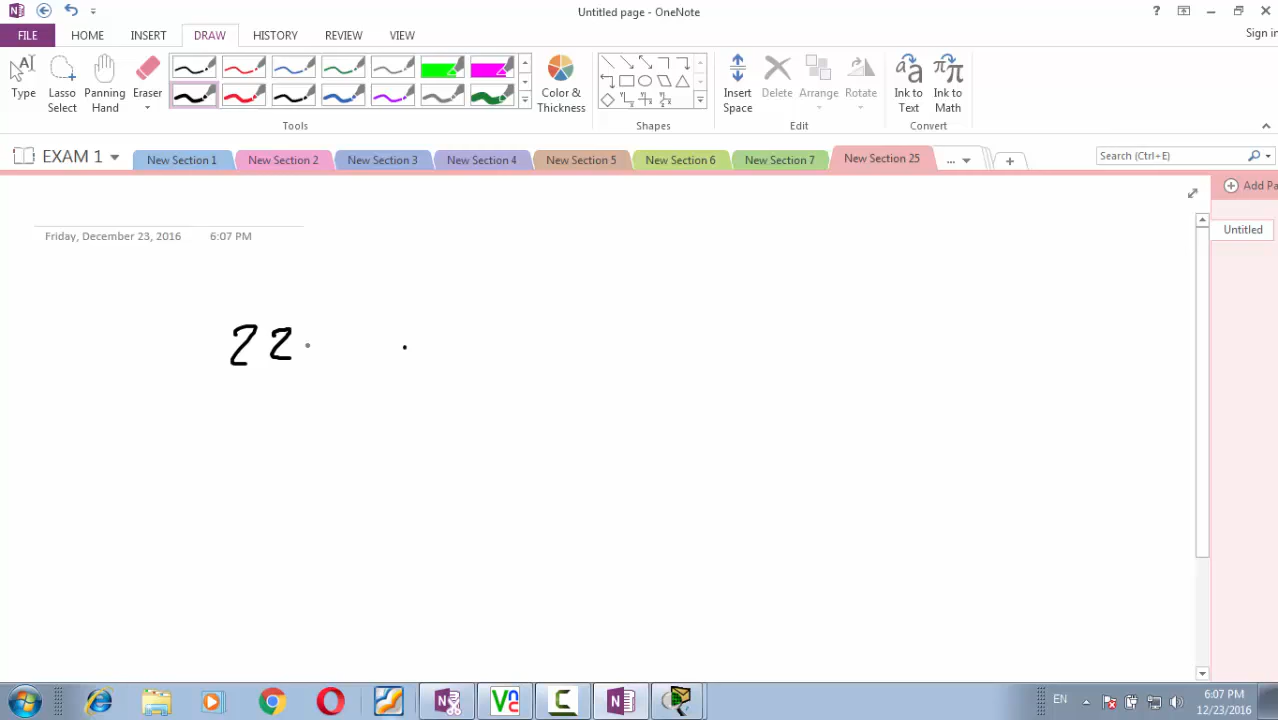 Untitled page - OneNote
?
FILE HOME INSERT DRAW HISTORY REVIEW VIEW
Sign in
Type
Lasso Select
Panning Hand
Eraser
Color & Thickness
Insert Space
Delete
Arrange
Rotate
Ink to Text
Ink to Math
Tools
Shapes
Edit
Convert
EXAM 1 New Section 1 New Section 2 New Section 3 New Section 4 New Section 5 New Section 6 New Section 7 New Section 25 ... + Search (Ctrl+E)
Add Pa
Untitled
Friday, December 23, 2016 6:07 PM
22
EN 6:07 PM
12/23/2016